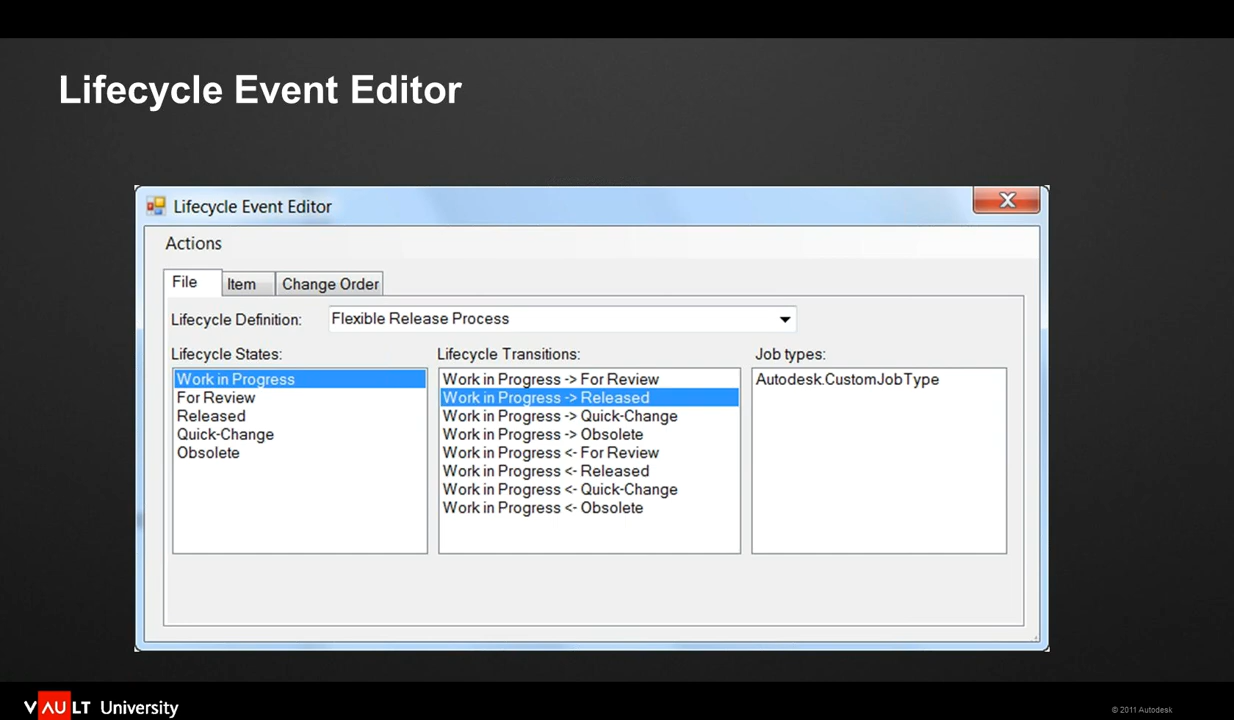 Lifecycle Event Editor
Lifecycle Event Editor
Actions
File Item Change Order
Lifecycle Definition: Flexible Release Process
Lifecycle States:
Work in Progress
For Review
Released
Quick-Change
Obsolete
Lifecycle Transitions:
Work in Progress -> For Review
Work in Progress -> Released
Work in Progress -> Quick-Change
Work in Progress -> Obsolete
Work in Progress <- For Review
Work in Progress <- Released
Work in Progress <- Quick-Change
Work in Progress <- Obsolete
Job types:
Autodesk.CustomJobType
VAULT University
© 2011 Autodesk